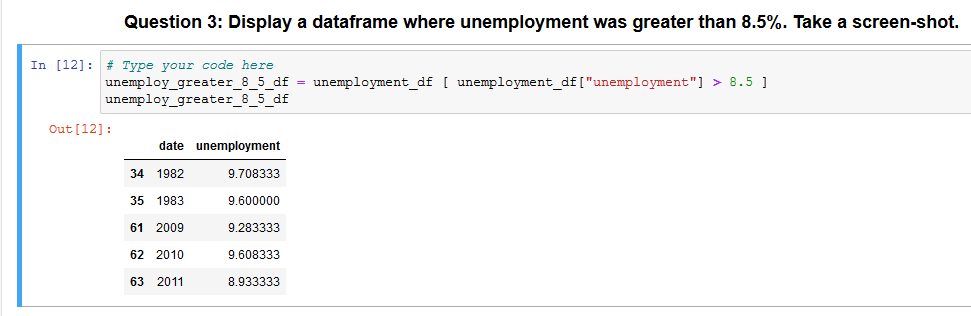 Question 3: Display a dataframe where unemployment was greater than 8.5%. Take a screen-shot.
In [12]: # Type your code here
unemploy_greater_8_5_df = unemployment_df [ unemployment_df["unemployment"] > 8.5 ]
unemploy_greater_8_5_df
Out[12]:
date unemployment
34 1982 9.708333
35 1983 9.600000
61 2009 9.283333
62 2010 9.608333
63 2011 8.933333